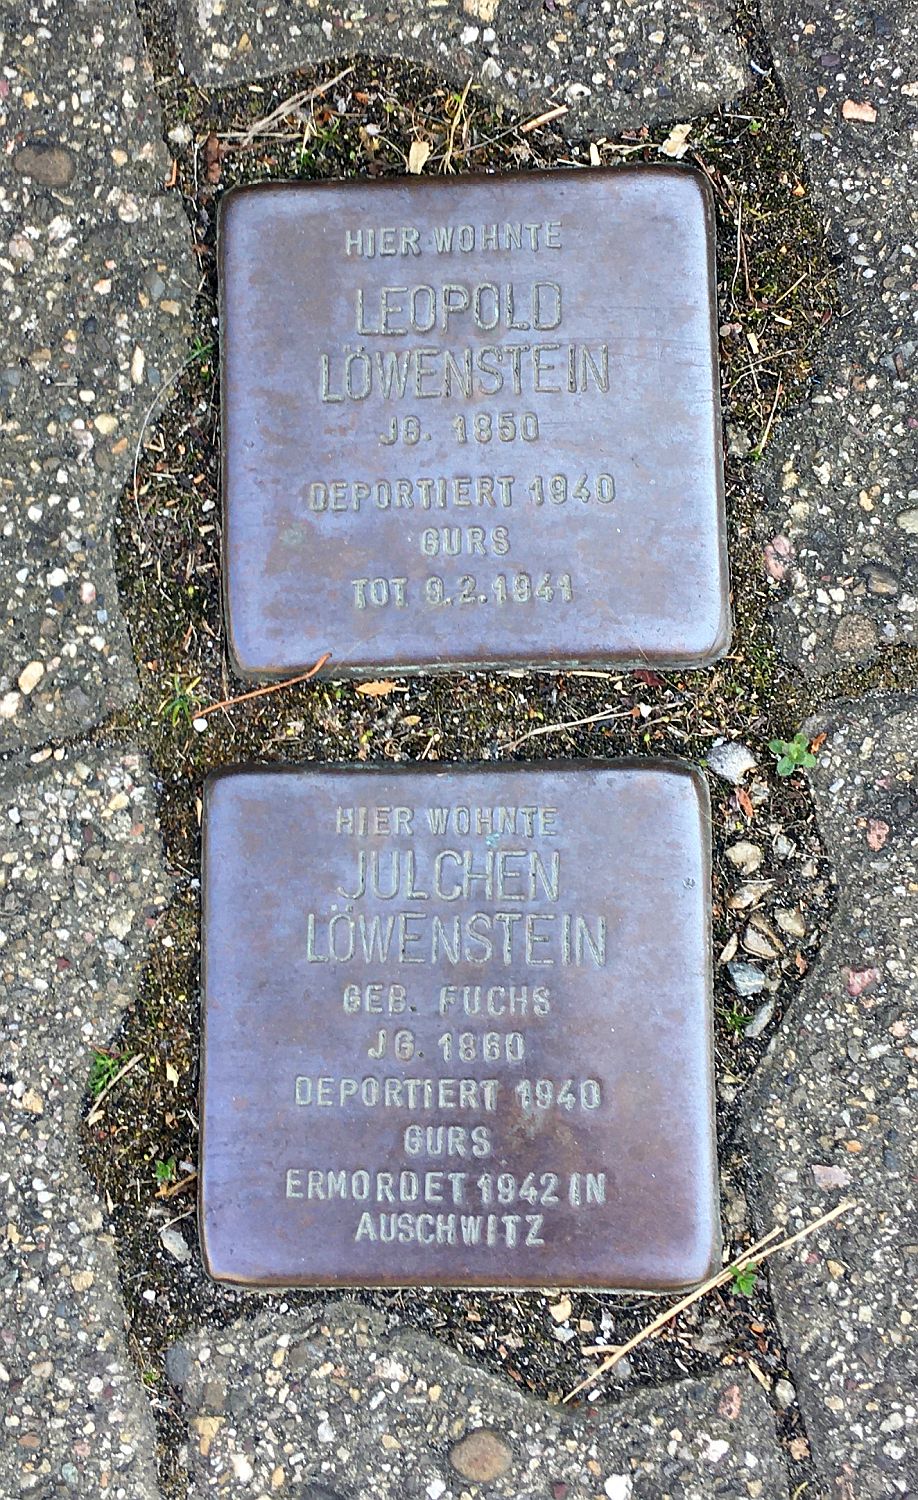 HIER WOHNTE
LEOPOLD
LÖWENSTEIN
JG. 1850
DEPORTIERT 1940
GURS
TOT 9.2.1941
HIER WOHNTE
JULCHEN
LÖWENSTEIN
GEB. FUCHS
JG. 1860
DEPORTIERT 1940
GURS
ERMORDET 1942 IN
AUSCHWITZ